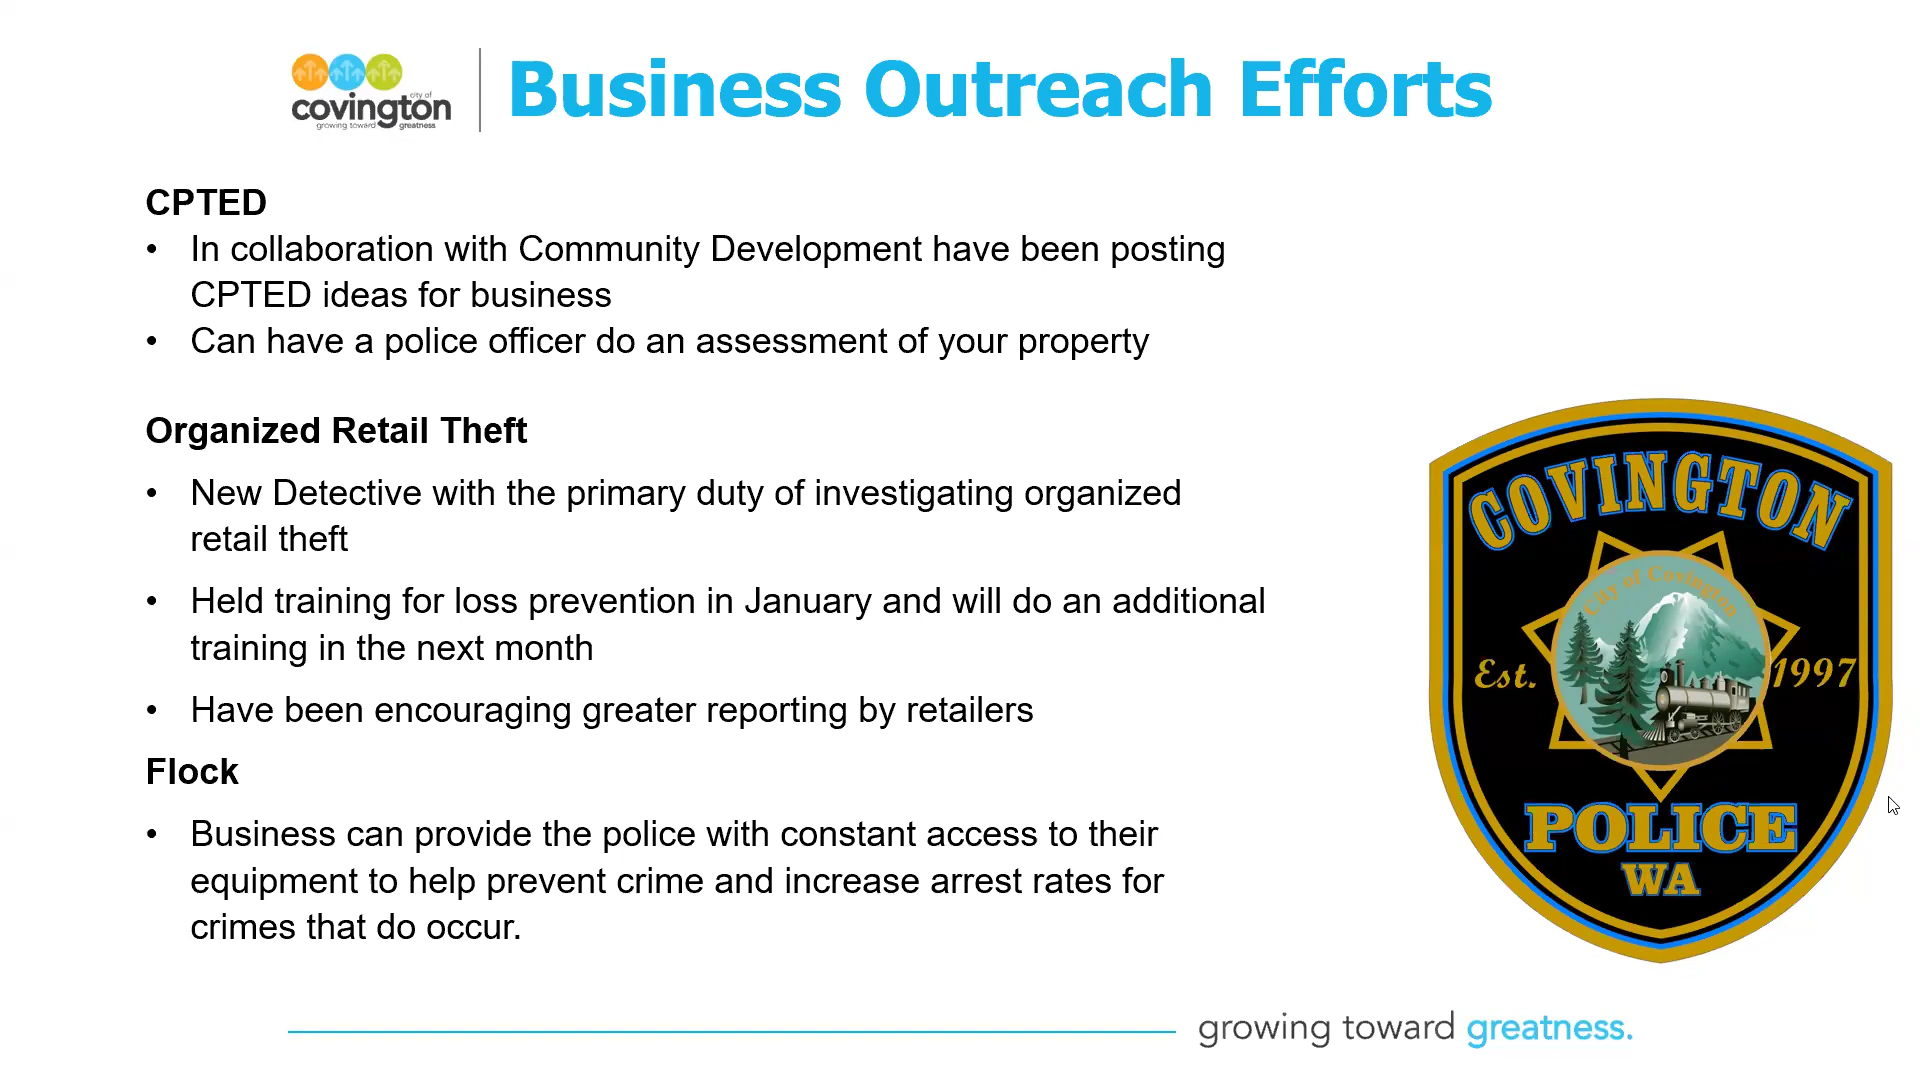 city of
covington
growing toward greatness
Business Outreach Efforts
CPTED
• In collaboration with Community Development have been posting
CPTED ideas for business
• Can have a police officer do an assessment of your property
Organized Retail Theft
• New Detective with the primary duty of investigating organized
retail theft
• Held training for loss prevention in January and will do an additional
training in the next month
• Have been encouraging greater reporting by retailers
Flock
• Business can provide the police with constant access to their
equipment to help prevent crime and increase arrest rates for
crimes that do occur.
COVINGTON
City of Covington
Est. 1997
POLICE
WA
growing toward greatness.